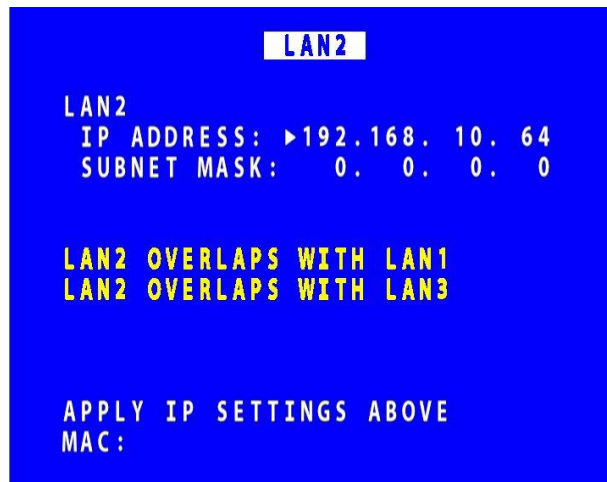 LAN2
LAN2
IP ADDRESS: ▶192.168. 10. 64
SUBNET MASK: 0. 0. 0. 0
LAN2 OVERLAPS WITH LAN1
LAN2 OVERLAPS WITH LAN3
APPLY IP SETTINGS ABOVE
MAC: